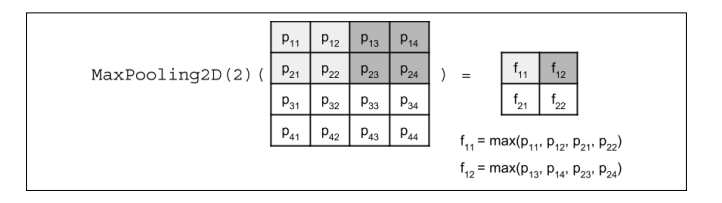 p₁₁ p₁₂ p₁₃ p₁₄
MaxPooling2D(2)( p₂₁ p₂₂ p₂₃ p₂₄ ) = f₁₁ f₁₂
p₃₁ p₃₂ p₃₃ p₃₄ f₂₁ f₂₂
p₄₁ p₄₂ p₄₃ p₄₄
f₁₁ = max(p₁₁, p₁₂, p₂₁, p₂₂)
f₁₂ = max(p₁₃, p₁₄, p₂₃, p₂₄)